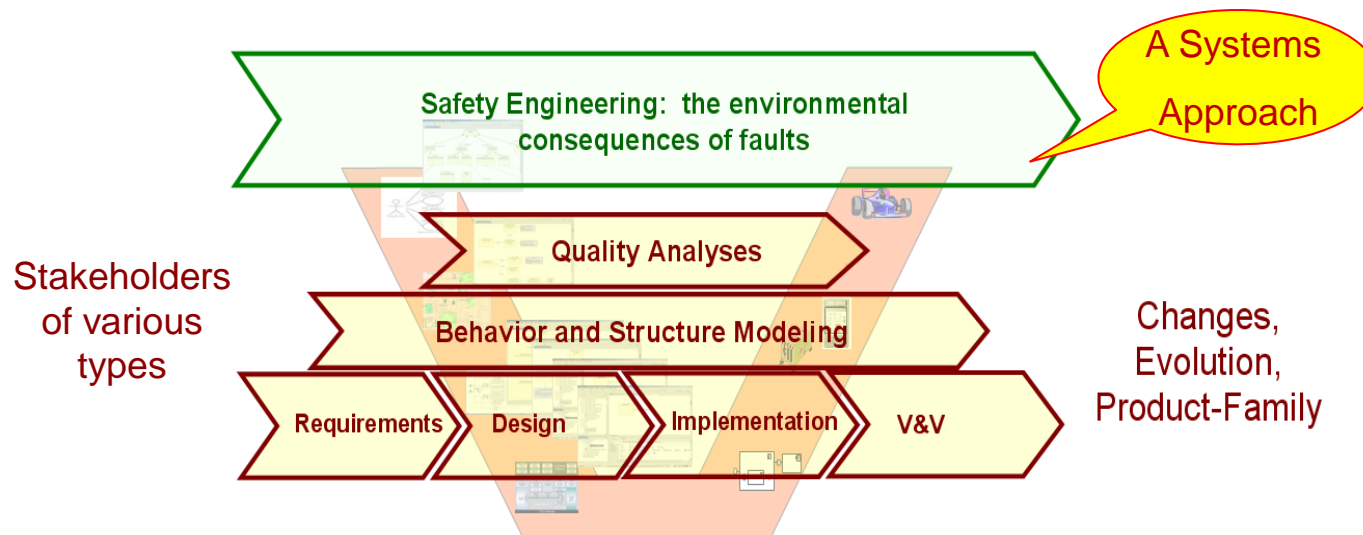 A Systems
Approach
Safety Engineering: the environmental
consequences of faults
Quality Analyses
Stakeholders
of various
types
Behavior and Structure Modeling
Changes,
Evolution,
Product-Family
Requirements
Design
Implementation
V&V